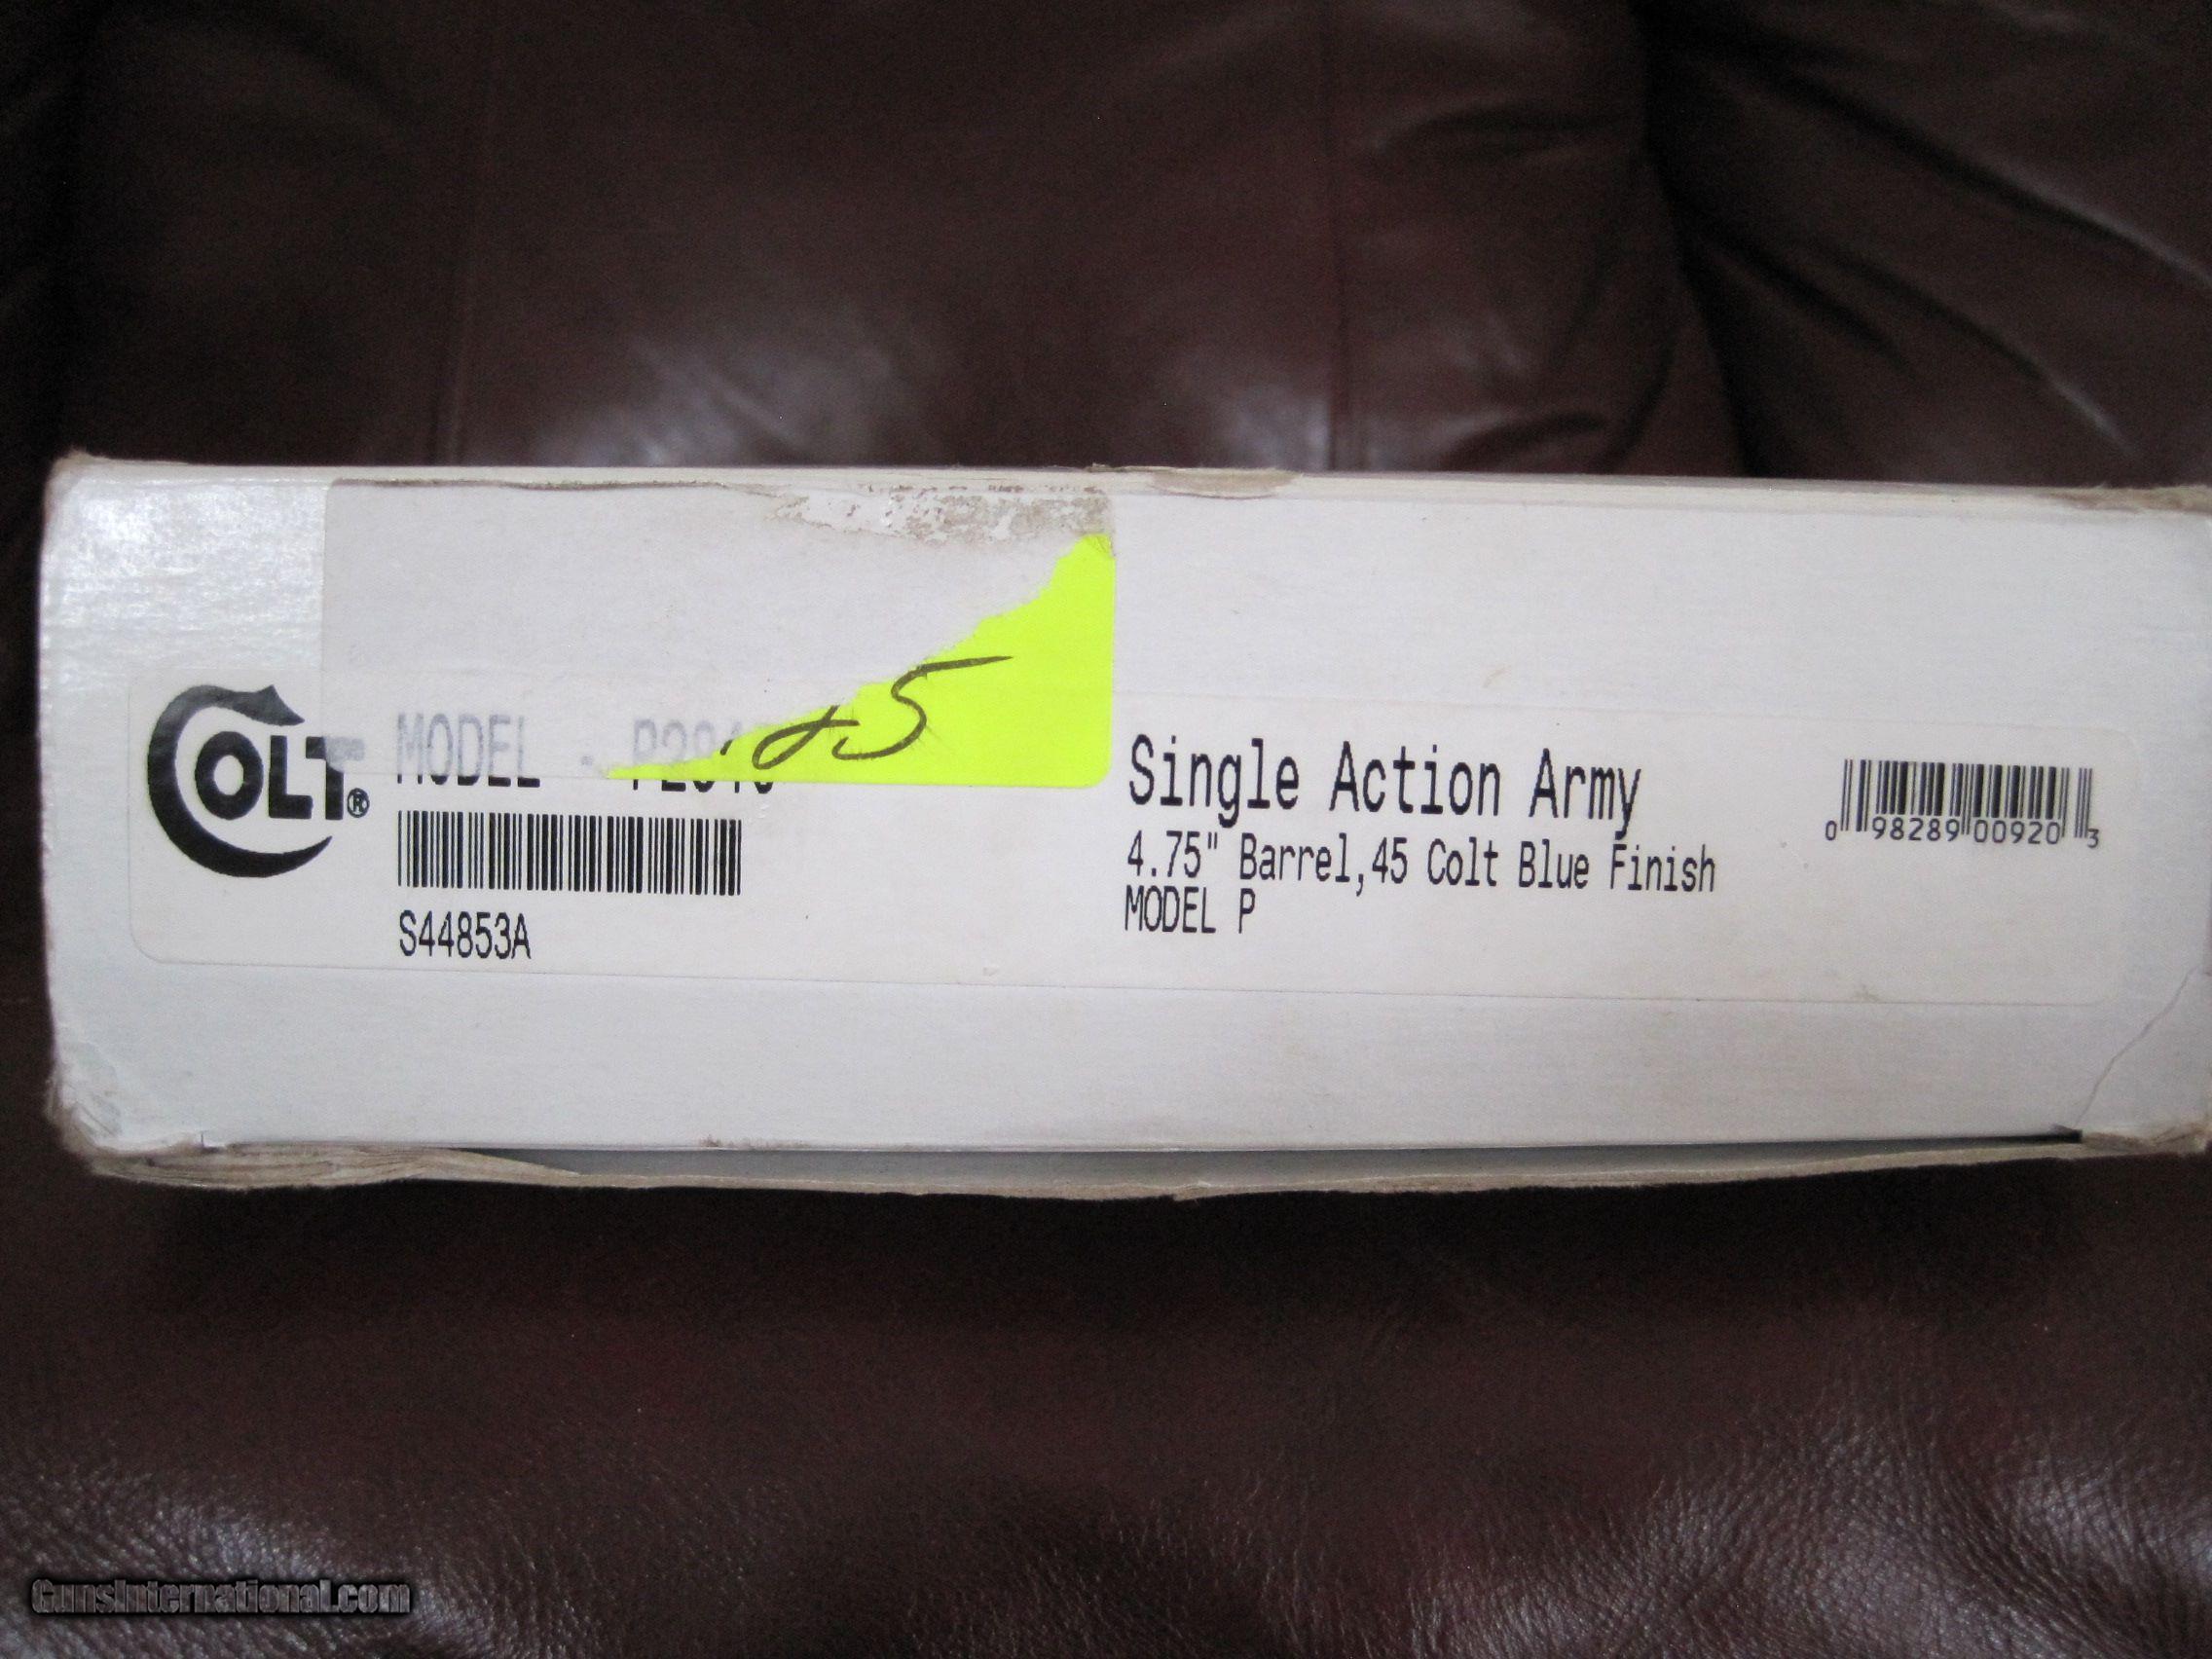 COLT®
MODEL -
S44853A
Single Action Army
4.75" Barrel,45 Colt Blue Finish
MODEL P
0 98289 00920 3
GunsInternational.com